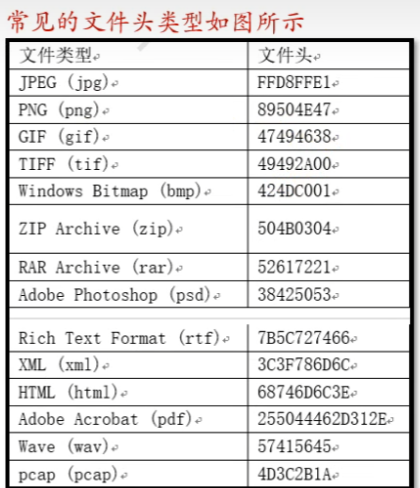 常见的文件头类型如图所示
文件类型 文件头
JPEG (jpg) FFD8FFE1
PNG (png) 89504E47
GIF (gif) 47494638
TIFF (tif) 49492A00
Windows Bitmap (bmp) 424DC001
ZIP Archive (zip) 504B0304
RAR Archive (rar) 52617221
Adobe Photoshop (psd) 38425053
Rich Text Format (rtf) 7B5C727466
XML (xml) 3C3F786D6C
HTML (html) 68746D6C3E
Adobe Acrobat (pdf) 255044462D312E
Wave (wav) 57415645
pcap (pcap) 4D3C2B1A